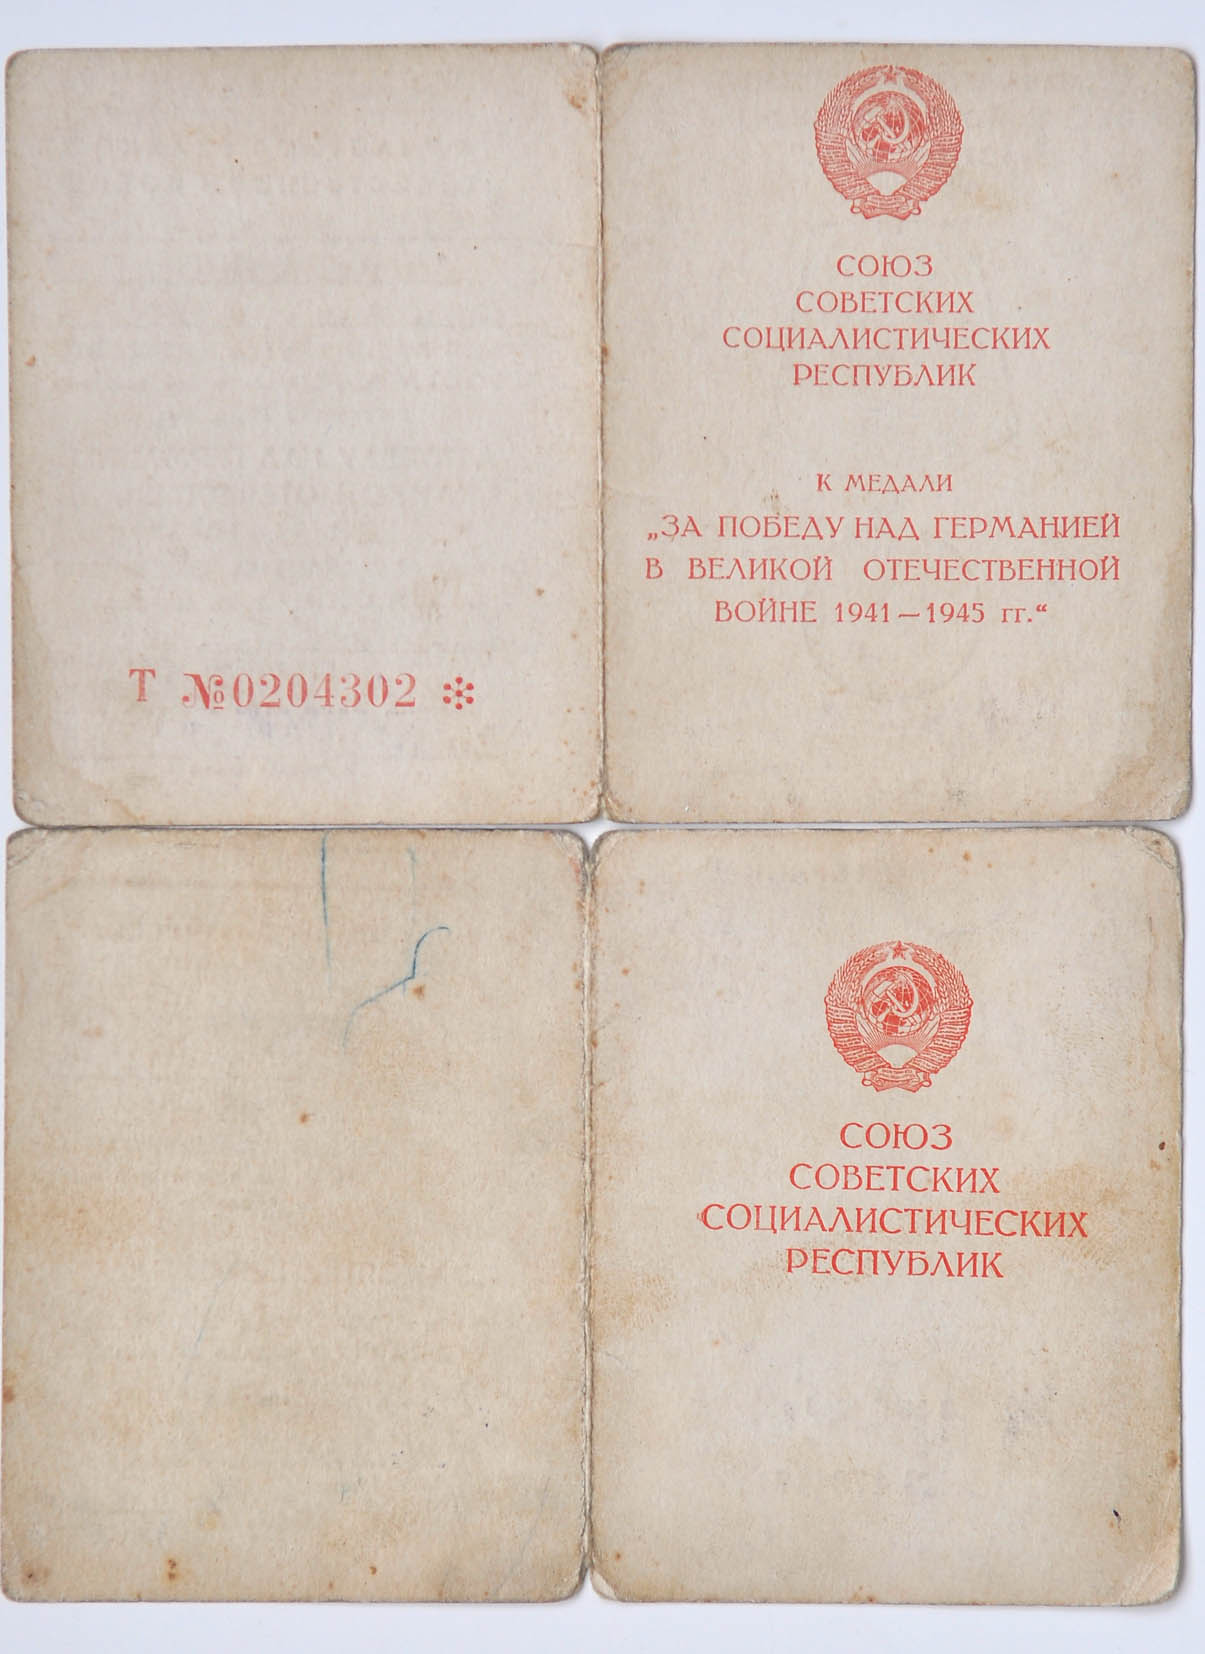 СОЮЗ
СОВЕТСКИХ
СОЦИАЛИСТИЧЕСКИХ
РЕСПУБЛИК
К МЕДАЛИ
„ЗА ПОБЕДУ НАД ГЕРМАНИЕЙ
В ВЕЛИКОЙ ОТЕЧЕСТВЕННОЙ
ВОЙНЕ 1941—1945 гг.“
Т №0204302
СОЮЗ
СОВЕТСКИХ
СОЦИАЛИСТИЧЕСКИХ
РЕСПУБЛИК